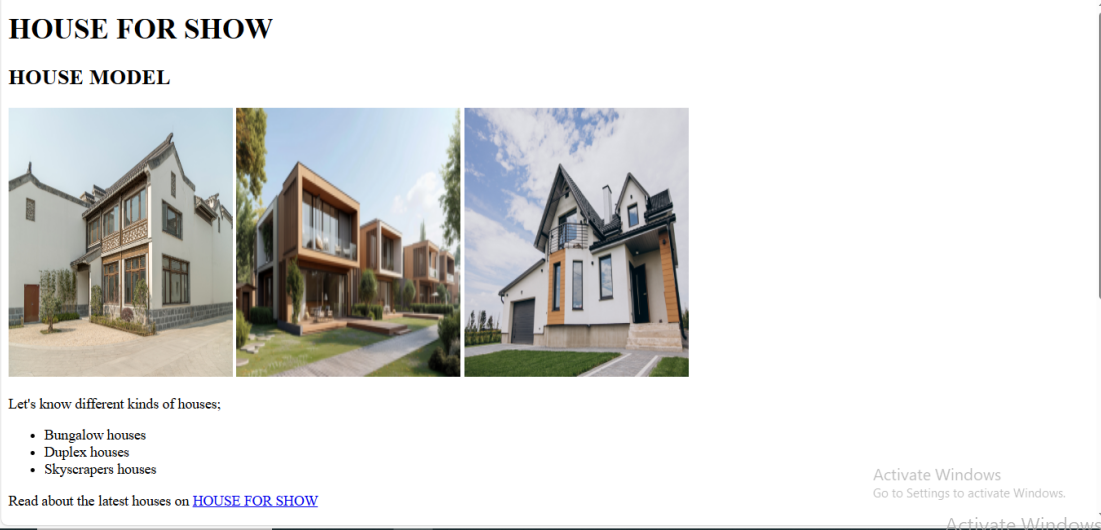 HOUSE FOR SHOW
HOUSE MODEL
Let's know different kinds of houses;
Bungalow houses
Duplex houses
Skyscrapers houses
Read about the latest houses on HOUSE FOR SHOW
Activate Windows
Go to Settings to activate Windows.
Activate Windows